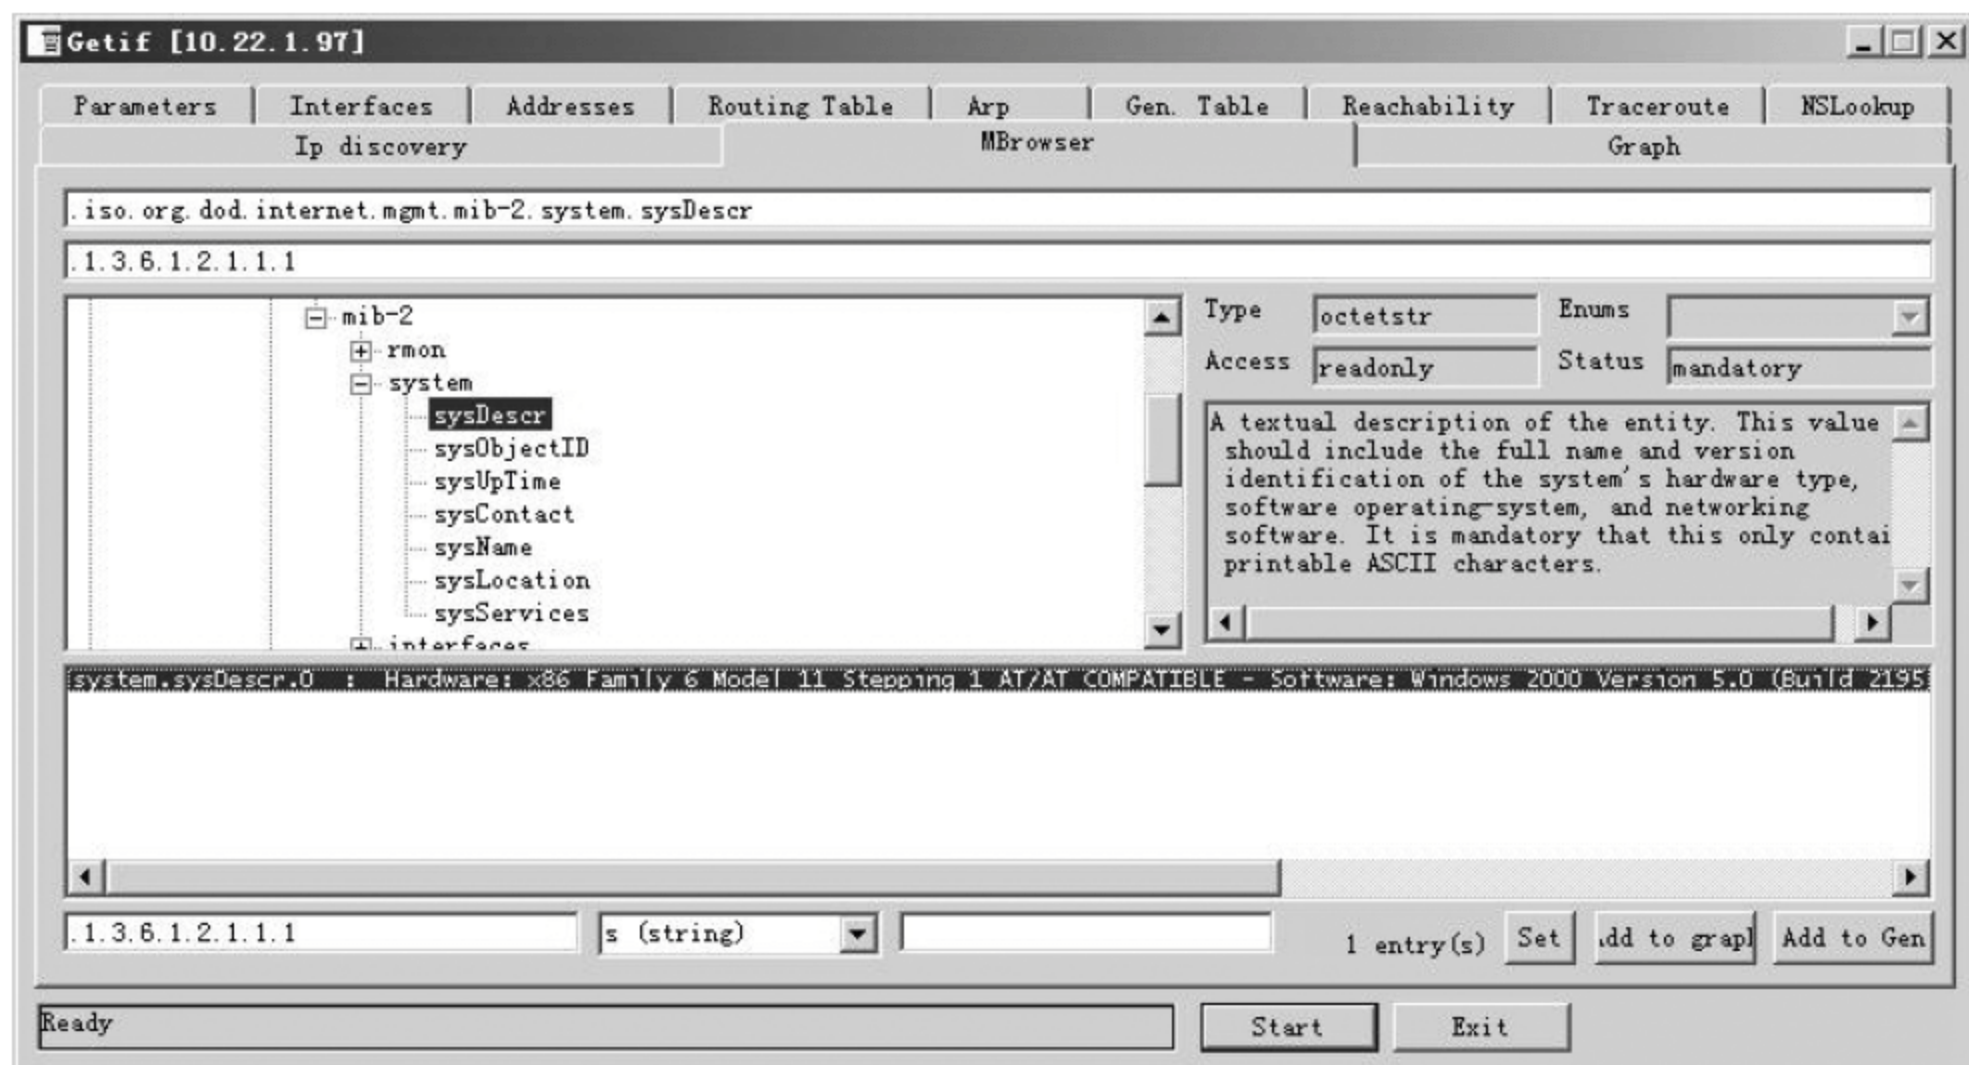 Getif [10.22.1.97]
Parameters Interfaces Addresses Routing Table Arp Gen. Table Reachability Traceroute NSLookup
Ip discovery MBrowser Graph
.iso.org.dod.internet.mgmt.mib-2.system.sysDescr
.1.3.6.1.2.1.1.1
mib-2
rmon
system
sysDescr
sysObjectID
sysUpTime
sysContact
sysName
sysLocation
sysServices
interfaces
Type octetstr Enums
Access readonly Status mandatory
A textual description of the entity. This value
should include the full name and version
identification of the system's hardware type,
software operating-system, and networking
software. It is mandatory that this only contai
printable ASCII characters.
system.sysDescr.0 : Hardware: x86 Family 6 Model 11 Stepping 1 AT/AT COMPATIBLE - Software: Windows 2000 Version 5.0 (Build 2195
.1.3.6.1.2.1.1.1 s (string) 1 entry(s) Set dd to grap Add to Gen
Ready Start Exit